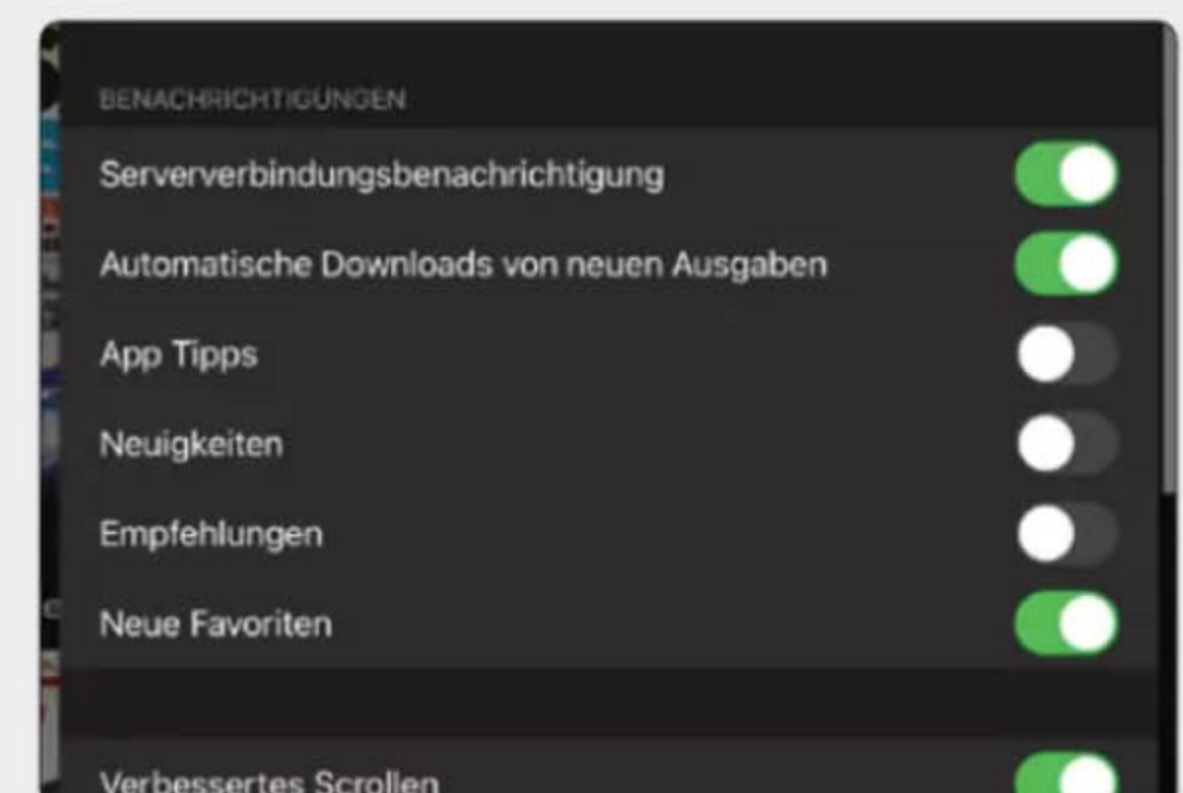 BENACHRICHTIGUNGEN
Serververbindungsbenachrichtigung
Automatische Downloads von neuen Ausgaben
App Tipps
Neuigkeiten
Empfehlungen
Neue Favoriten
Verbessertes Scrollen